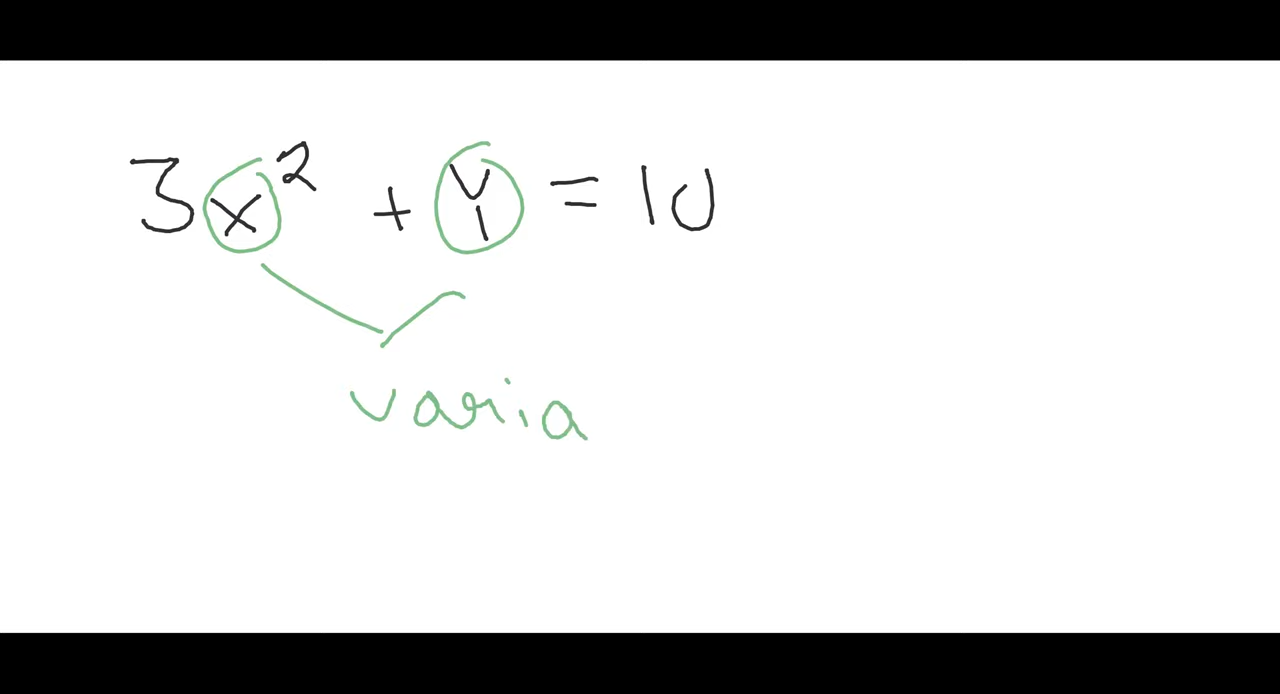 3x² + y = 10
varia